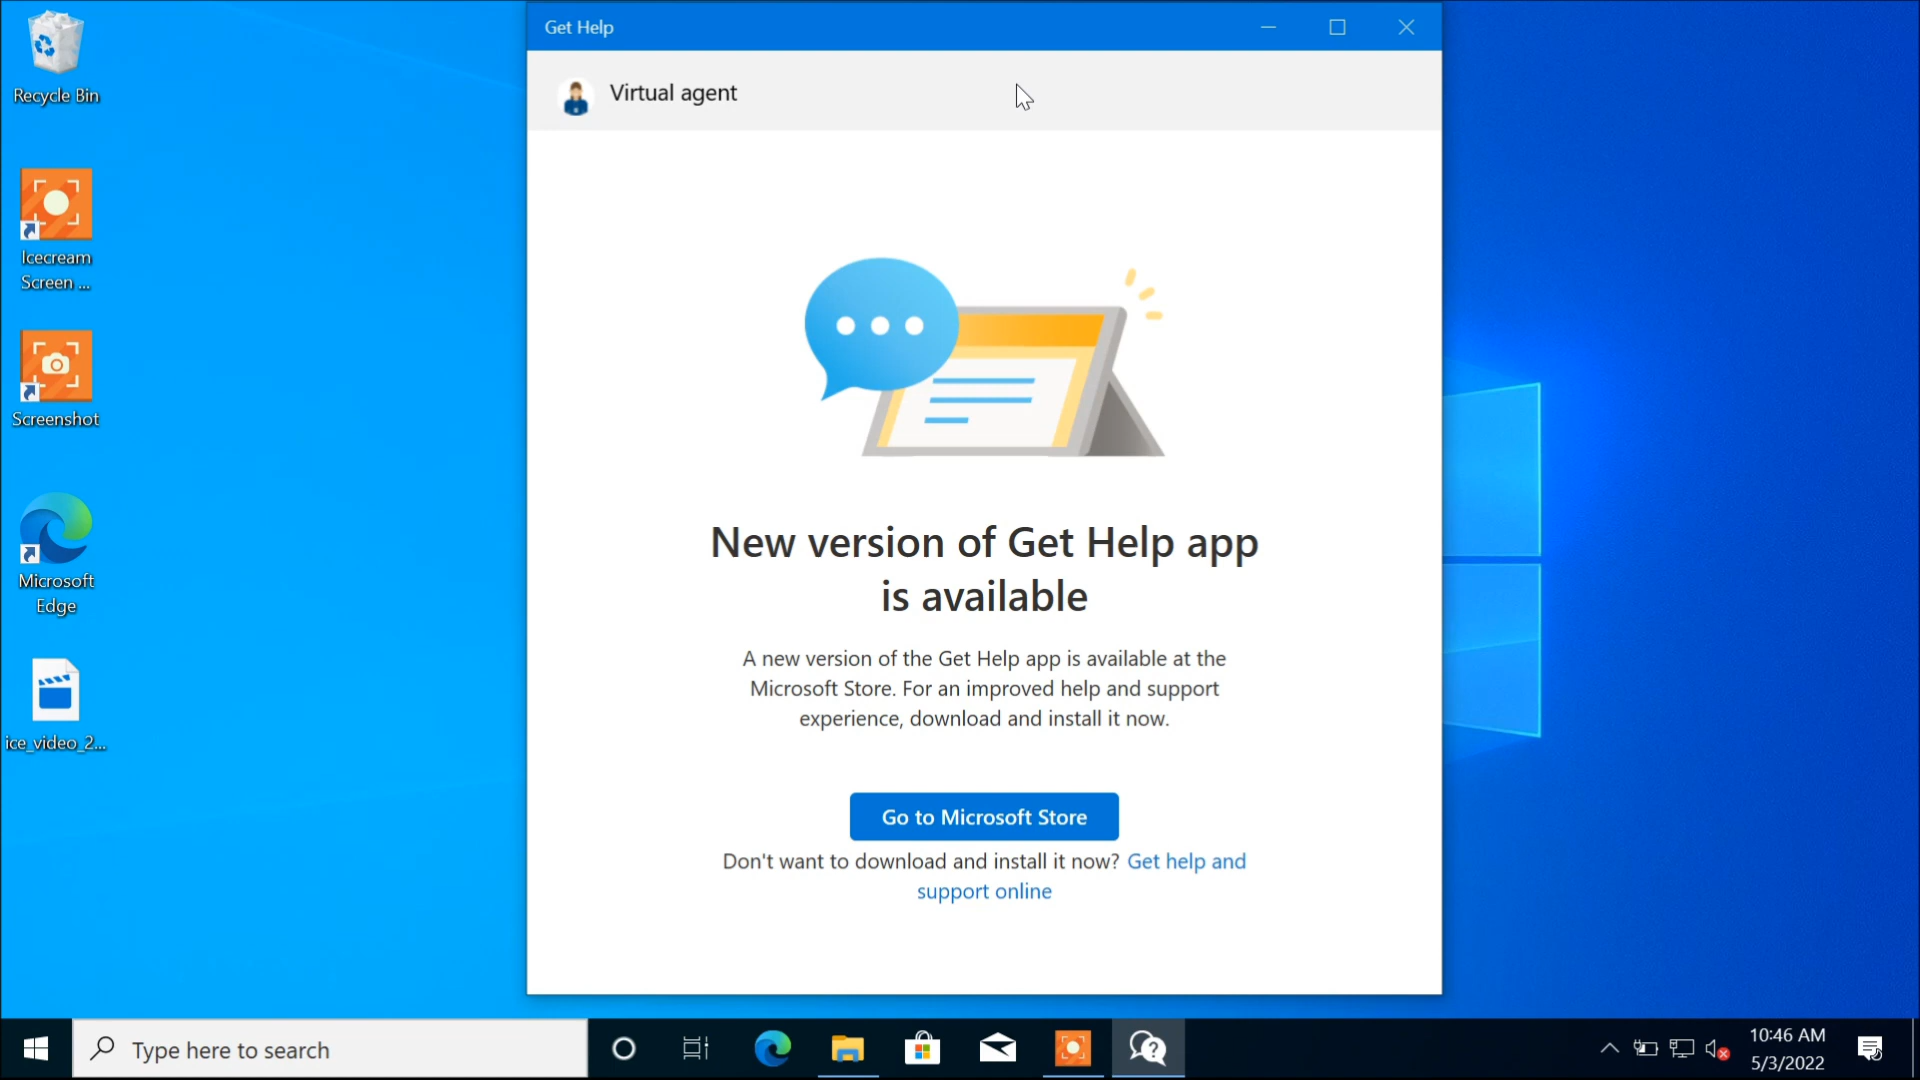 Recycle Bin
Icecream
Screen ...
Screenshot
Microsoft
Edge
ice_video_2...
Get Help
Virtual agent
New version of Get Help app
is available
A new version of the Get Help app is available at the
Microsoft Store. For an improved help and support
experience, download and install it now.
Go to Microsoft Store
Don't want to download and install it now? Get help and
support online
Type here to search
10:46 AM
5/3/2022